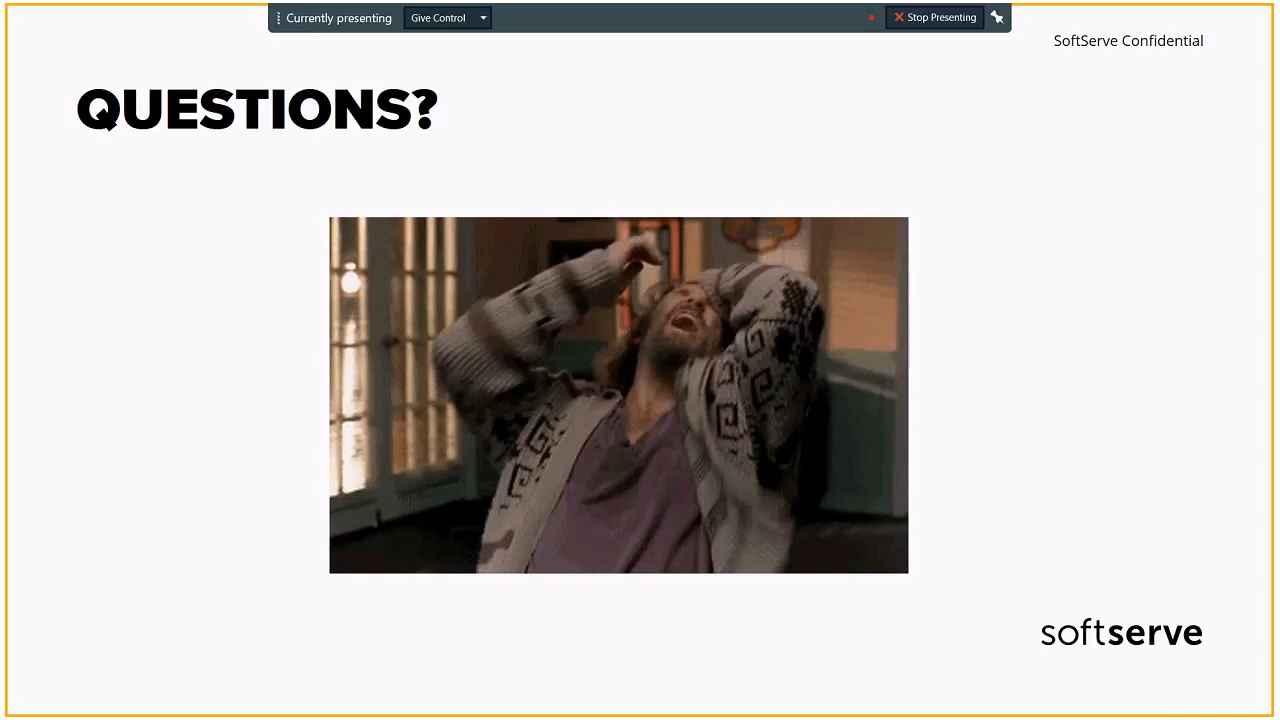 Currently presenting
Give Control
Stop Presenting
SoftServe Confidential
QUESTIONS?
softserve